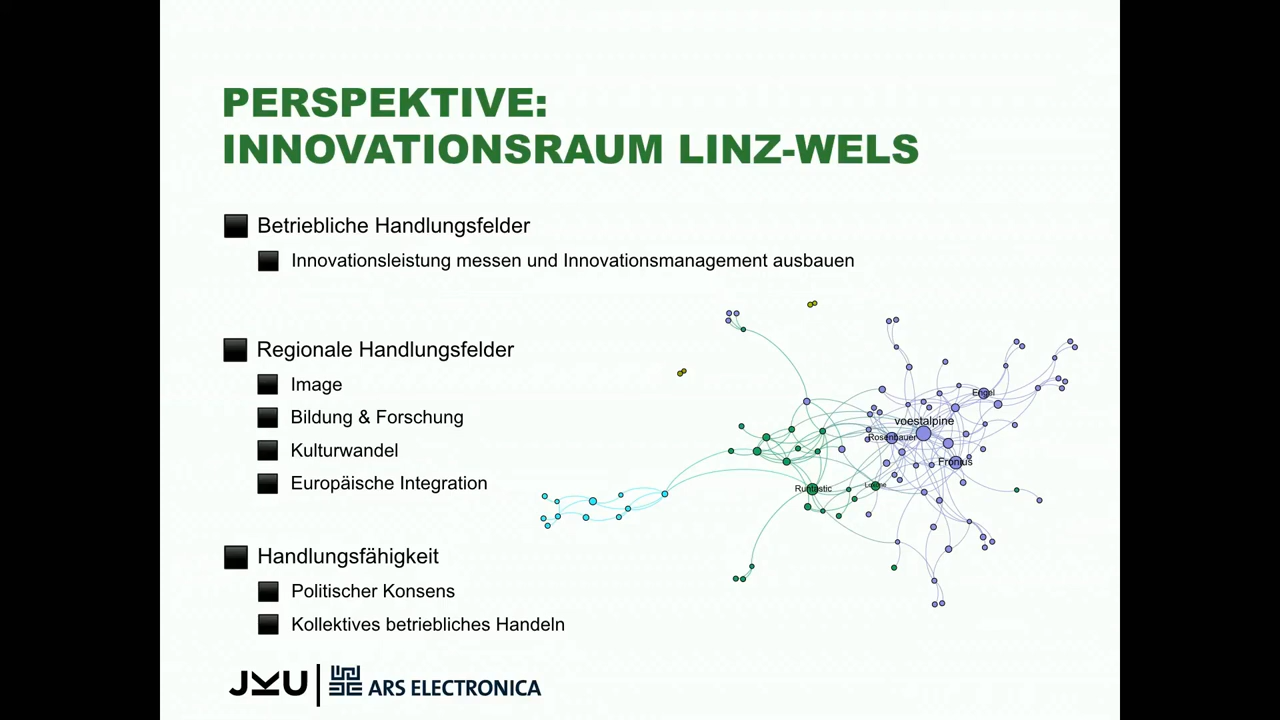 PERSPEKTIVE:
INNOVATIONSRAUM LINZ-WELS
Betriebliche Handlungsfelder
Innovationsleistung messen und Innovationsmanagement ausbauen
Regionale Handlungsfelder
Image
Bildung & Forschung
Kulturwandel
Europäische Integration
Handlungsfähigkeit
Politischer Konsens
Kollektives betriebliches Handeln
Engel
voestalpine
Rosenbauer
Fronius
Runtastic
JKU
ARS ELECTRONICA